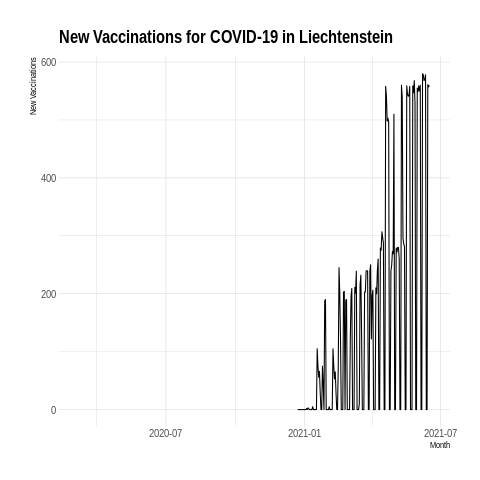 New Vaccinations for COVID-19 in Liechtenstein
New Vaccinations
600
400
200
0
2020-07
2021-01
2021-07
Month